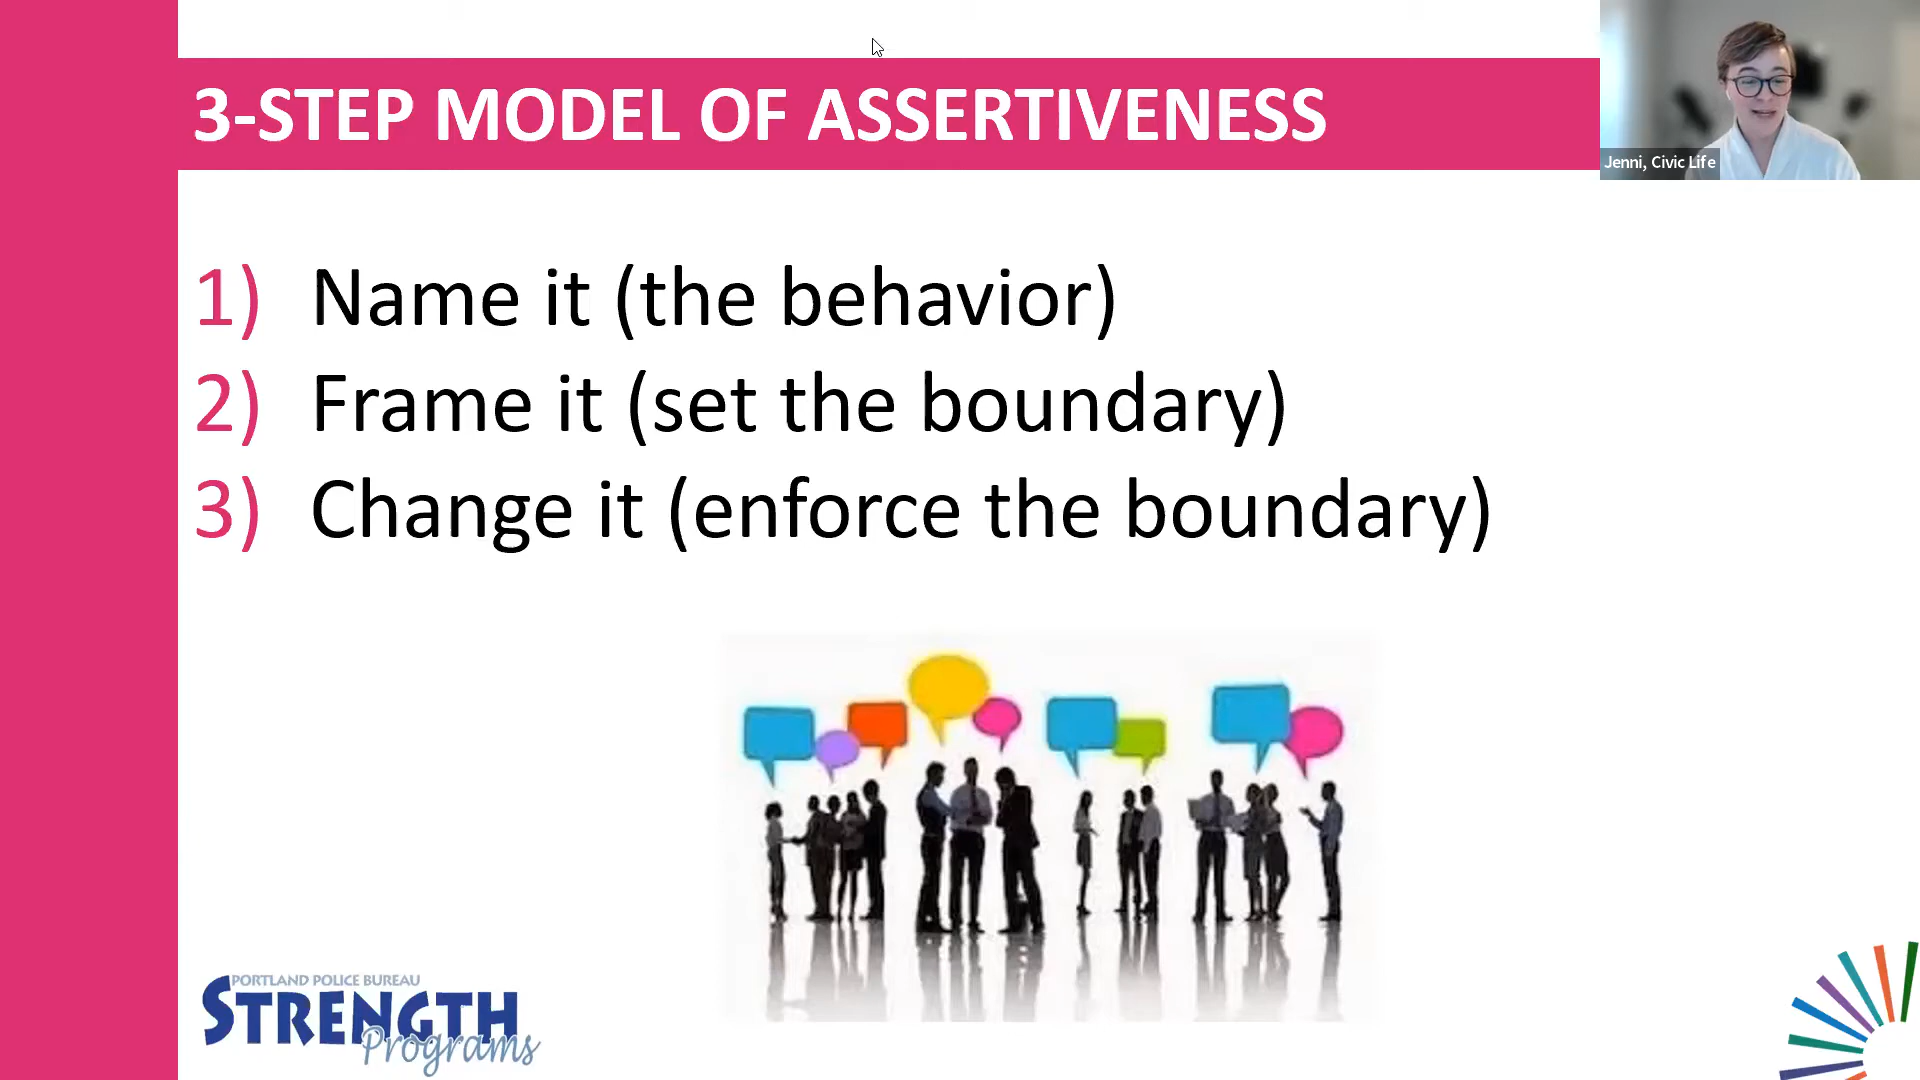 3-STEP MODEL OF ASSERTIVENESS
Jenni, Civic Life
1) Name it (the behavior)
2) Frame it (set the boundary)
3) Change it (enforce the boundary)
PORTLAND POLICE BUREAU
STRENGTH
Programs